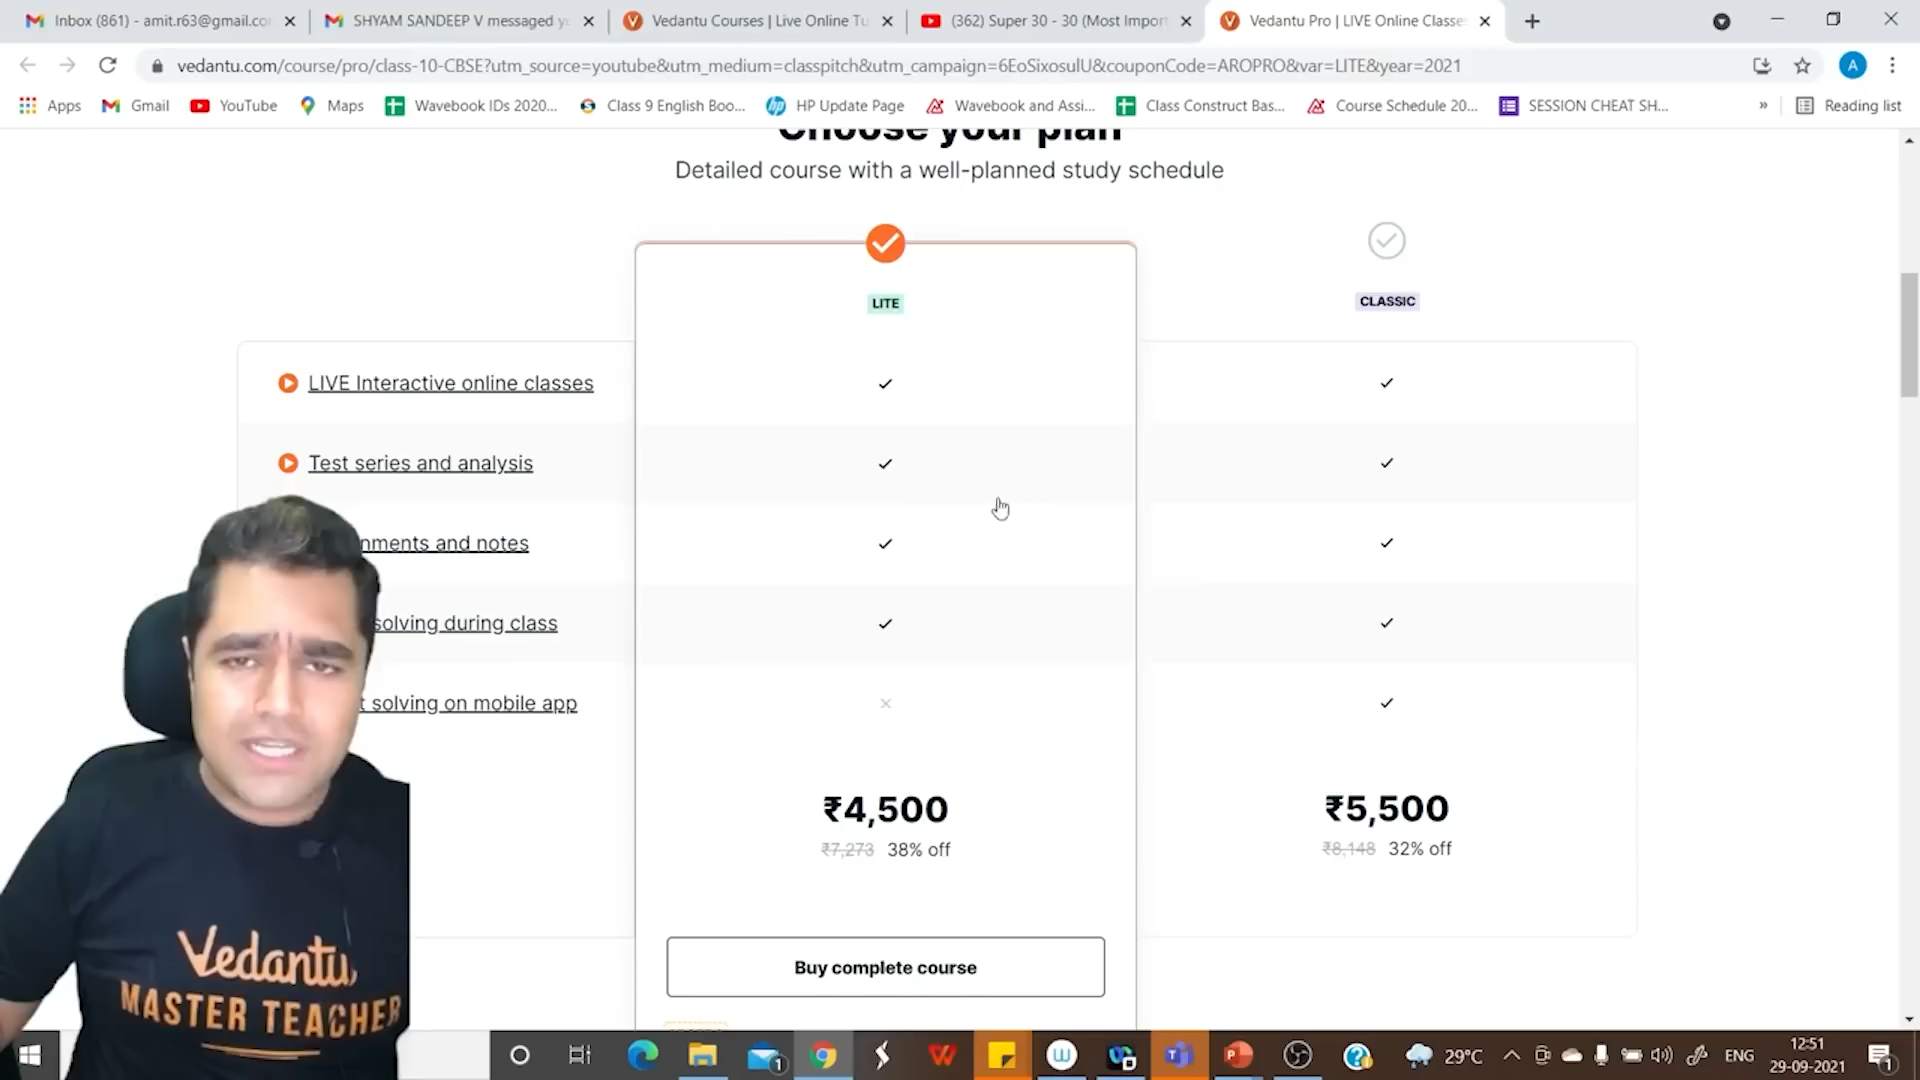 Inbox (861) - amit.r63@gmail.co
SHYAM SANDEEP V messaged y
Vedantu Courses | Live Online Tu
(362) Super 30 - 30 (Most Impor
Vedantu Pro | LIVE Online Classe
vedantu.com/course/pro/class-10-CBSE?utm_source=youtube&utm_medium=classpitch&utm_campaign=6EoSixosulU&couponCode=AROPRO&var=LITE&year=2021
A
Apps
Gmail
YouTube
Maps
Wavebook IDs 2020...
Class 9 English Boo...
HP Update Page
Wavebook and Assi...
Class Construct Bas...
Course Schedule 20...
SESSION CHEAT SH...
»
Reading list
Choose your plan
Detailed course with a well-planned study schedule
LITE
CLASSIC
LIVE Interactive online classes
Test series and analysis
nments and notes
solving during class
t solving on mobile app
₹4,500
₹7,273 38% off
₹5,500
₹8,148 32% off
Buy complete course
Vedantu
MASTER TEACHER
29°C
ENG
12:51
29-09-2021